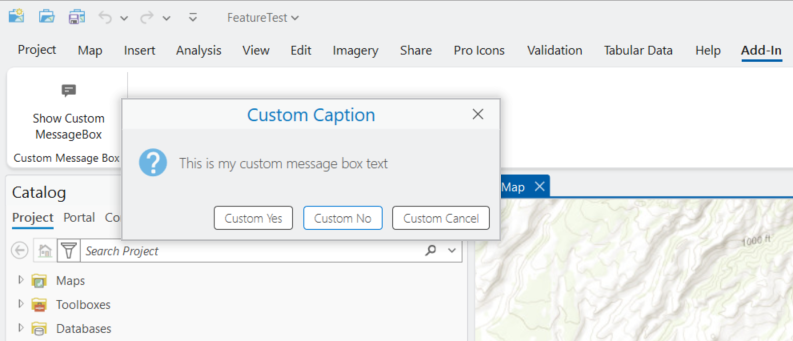 FeatureTest
Project Map Insert Analysis View Edit Imagery Share Pro Icons Validation Tabular Data Help Add-In
Show Custom
MessageBox
Custom Message Box
Custom Caption
This is my custom message box text
Custom Yes Custom No Custom Cancel
Catalog
Project Portal Co
Search Project
Maps
Toolboxes
Databases
Map
1000 ft